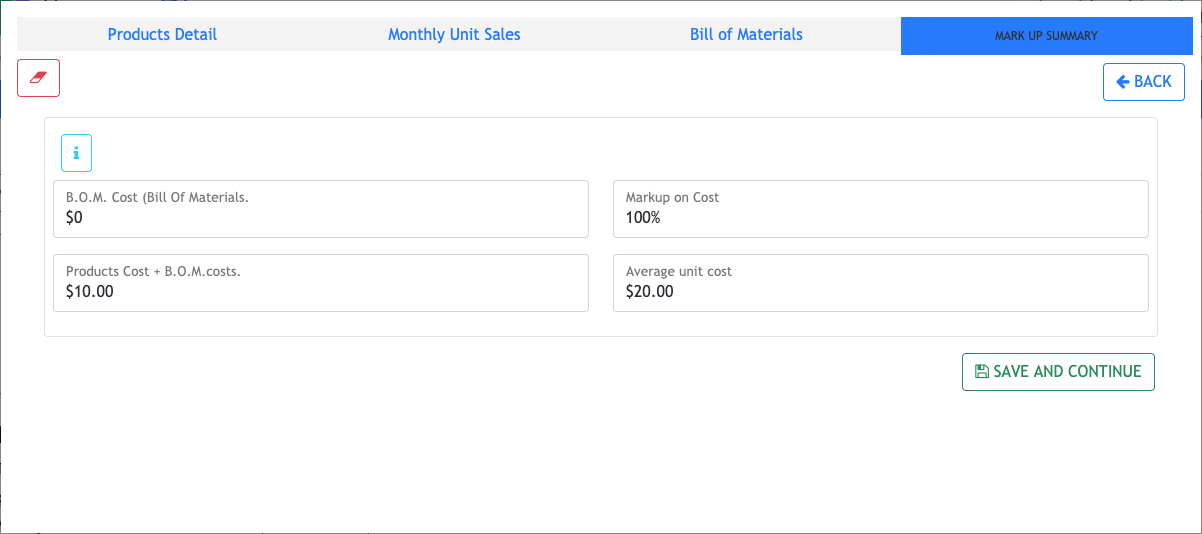 Products Detail
Monthly Unit Sales
Bill of Materials
MARK UP SUMMARY
BACK
B.O.M. Cost (Bill Of Materials.
$0
Markup on Cost
100%
Products Cost + B.O.M.costs.
$10.00
Average unit cost
$20.00
SAVE AND CONTINUE